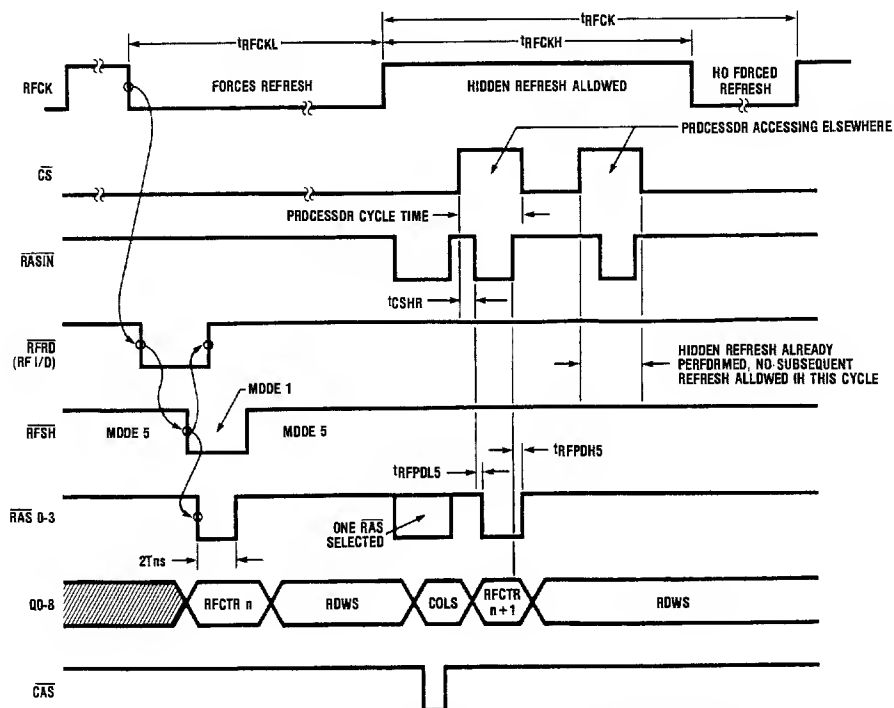 tRFCK
tRFCKL
tRFCKH
RFCK
FORCES REFRESH
HIDDEN REFRESH ALLOWED
NO FORCED
REFRESH
PROCESSOR ACCESSING ELSEWHERE
CS
PROCESSOR CYCLE TIME
RASIN
tCSHR
RFRD
(RF I/D)
HIDDEN REFRESH ALREADY
PERFORMED, NO SUBSEQUENT
REFRESH ALLOWED IN THIS CYCLE
MODE 1
RFSH
MODE 5
MODE 5
tRFPDH5
tRFPDL5
RAS 0-3
ONE RAS
SELECTED
2Tns
Q0-8
RFCTR n
ROWS
COLS
RFCTR
n+1
ROWS
CAS